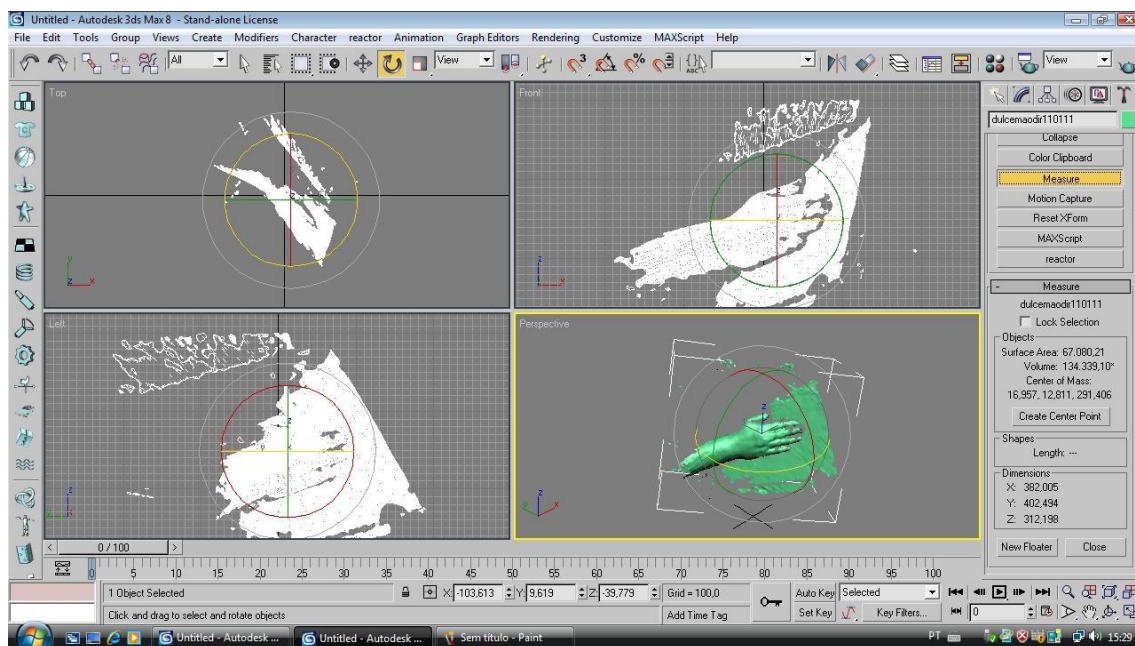 Untitled - Autodesk 3ds Max 8 - Stand-alone License
File Edit Tools Group Views Create Modifiers Character reactor Animation Graph Editors Rendering Customize MAXScript Help
All View 3 View
Top
Front
Left
Perspective
dulcemaodir110111
Collapse
Color Clipboard
Measure
Motion Capture
Reset XForm
MAXScript
reactor
- Measure
dulcemaodir110111
Lock Selection
Objects
Surface Area: 67.080,21
Volume: 134.339,10*
Center of Mass:
16,957, 12,811, 291,406
Create Center Point
Shapes
Length: ---
Dimensions
X: 382,005
Y: 402,494
Z: 312,198
New Floater Close
< 0 / 100 >
0 5 10 15 20 25 30 35 40 45 50 55 60 65 70 75 80 85 90 95 100
1 Object Selected X: -103,613 Y: 9,619 Z: -39,779 Grid = 100,0 Auto Key Selected
Click and drag to select and rotate objects Add Time Tag Set Key Key Filters... 0
Untitled - Autodesk ... Untitled - Autodesk ... Sem título - Paint PT 15:29